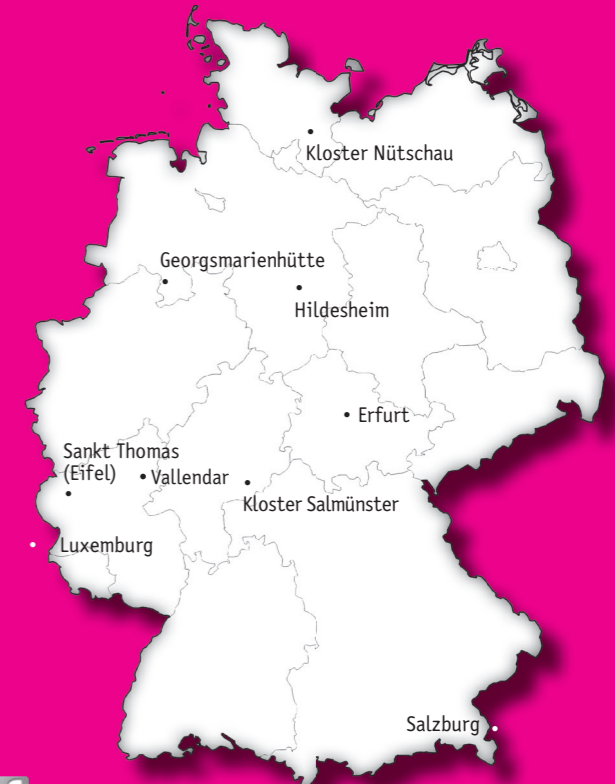 Kloster Nütschau
Georgsmarienhütte
Hildesheim
Erfurt
Sankt Thomas
(Eifel)
Vallendar
Kloster Salmünster
Luxemburg
Salzburg